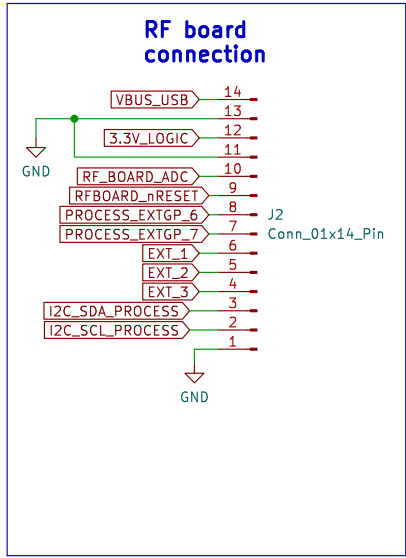 RF board
connection
VBUS_USB 14
13
3.3V_LOGIC 12
GND
11
RF_BOARD_ADC 10
RFBOARD_nRESET 9
PROCESS_EXTGP_6 8 J2
PROCESS_EXTGP_7 7 Conn_01x14_Pin
EXT_1 6
EXT_2 5
EXT_3 4
I2C_SDA_PROCESS 3
I2C_SCL_PROCESS 2
1
GND